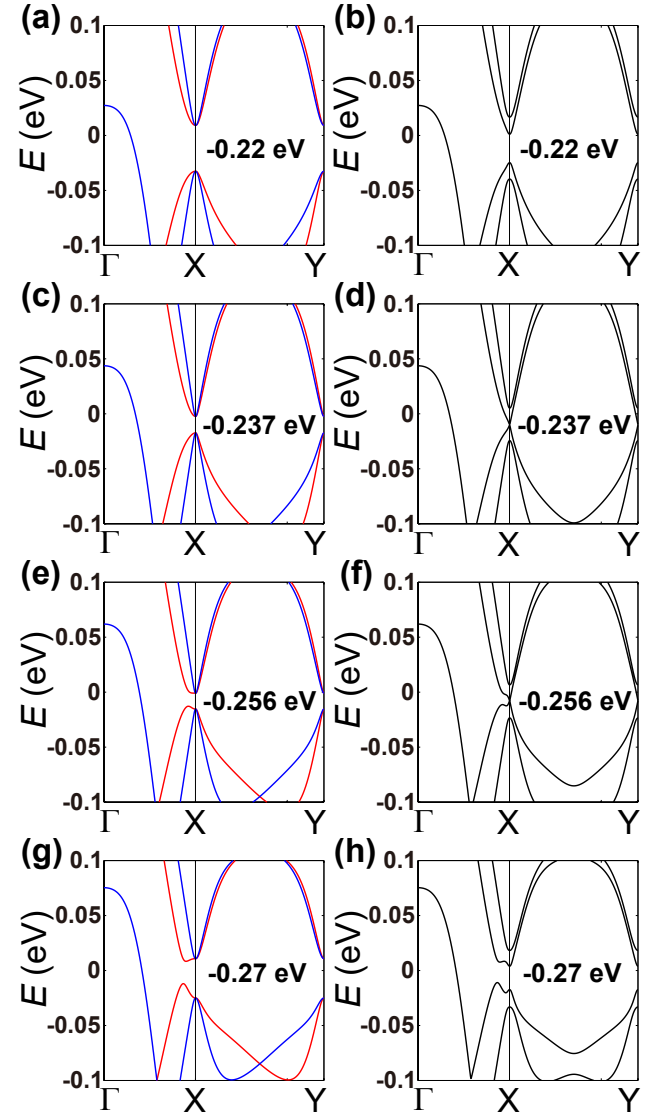 (a) (b)
0.1 0.1
0.05 0.05
E (eV) 0 E (eV) 0
-0.22 eV -0.22 eV
-0.05 -0.05
-0.1 -0.1
Γ X Y Γ X Y
(c) (d)
0.1 0.1
0.05 0.05
E (eV) 0 E (eV) 0
-0.237 eV -0.237 eV
-0.05 -0.05
-0.1 -0.1
Γ X Y Γ X Y
(e) (f)
0.1 0.1
0.05 0.05
E (eV) 0 E (eV) 0
-0.256 eV -0.256 eV
-0.05 -0.05
-0.1 -0.1
Γ X Y Γ X Y
(g) (h)
0.1 0.1
0.05 0.05
E (eV) 0 E (eV) 0
-0.27 eV -0.27 eV
-0.05 -0.05
-0.1 -0.1
Γ X Y Γ X Y